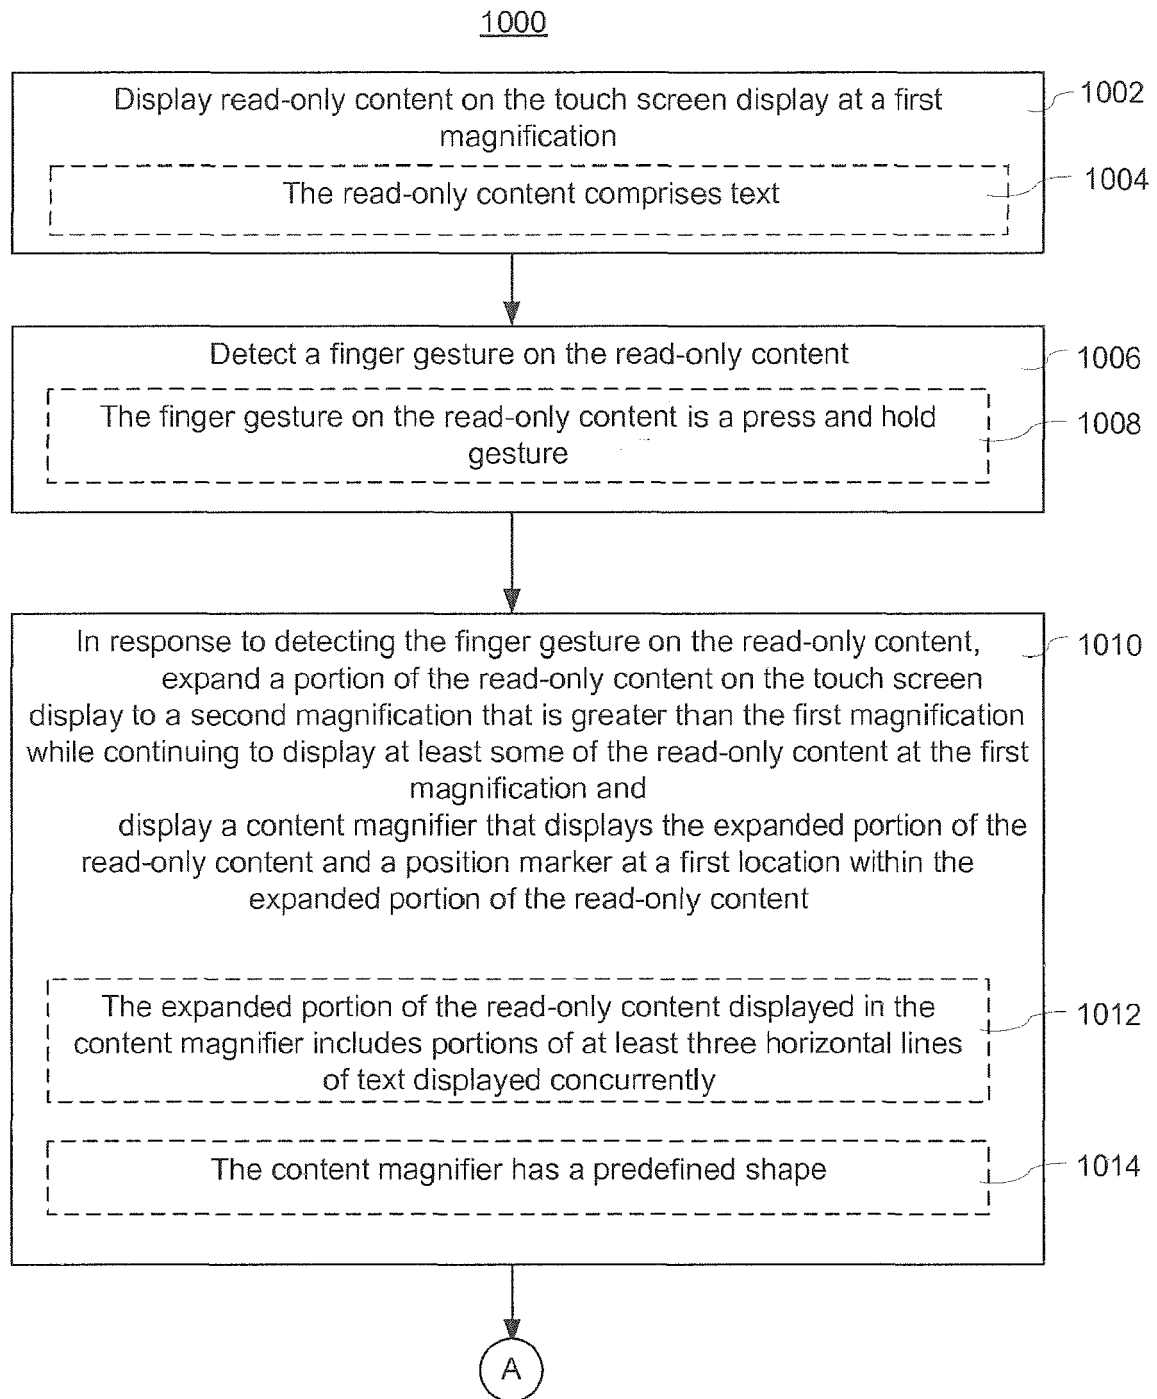 1000
Display read-only content on the touch screen display at a first
magnification
1002
The read-only content comprises text
1004
Detect a finger gesture on the read-only content
1006
The finger gesture on the read-only content is a press and hold
gesture
1008
In response to detecting the finger gesture on the read-only content,
expand a portion of the read-only content on the touch screen
display to a second magnification that is greater than the first magnification
while continuing to display at least some of the read-only content at the first
magnification and
display a content magnifier that displays the expanded portion of the
read-only content and a position marker at a first location within the
expanded portion of the read-only content
1010
The expanded portion of the read-only content displayed in the
content magnifier includes portions of at least three horizontal lines
of text displayed concurrently
1012
The content magnifier has a predefined shape
1014
A